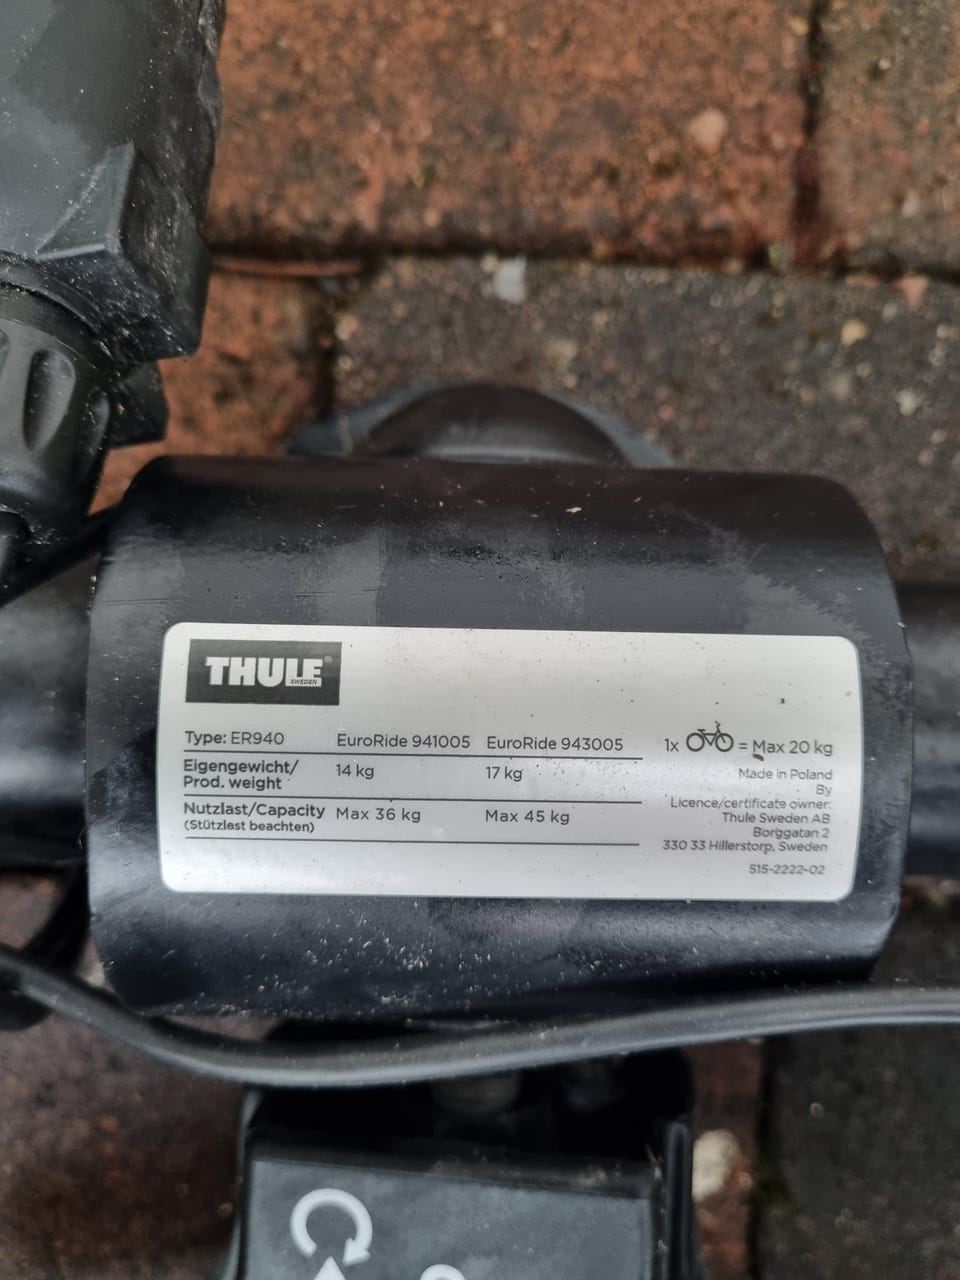 THULE®
SWEDEN
Type: ER940 EuroRide 941005 EuroRide 943005
Eigengewicht/
Prod. weight 14 kg 17 kg
Nutzlast/Capacity Max 36 kg Max 45 kg
(Stützlast beachten)
1x = Max 20 kg
Made in Poland
By
Licence/certificate owner:
Thule Sweden AB
Borggatan 2
330 33 Hillerstorp, Sweden
515-2222-02